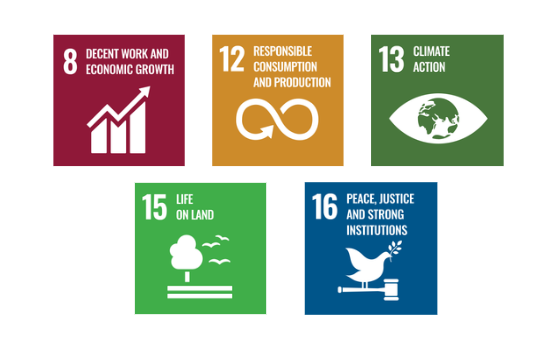 8 DECENT WORK AND
ECONOMIC GROWTH
12 RESPONSIBLE
CONSUMPTION
AND PRODUCTION
13 CLIMATE
ACTION
15 LIFE
ON LAND
16 PEACE, JUSTICE
AND STRONG
INSTITUTIONS